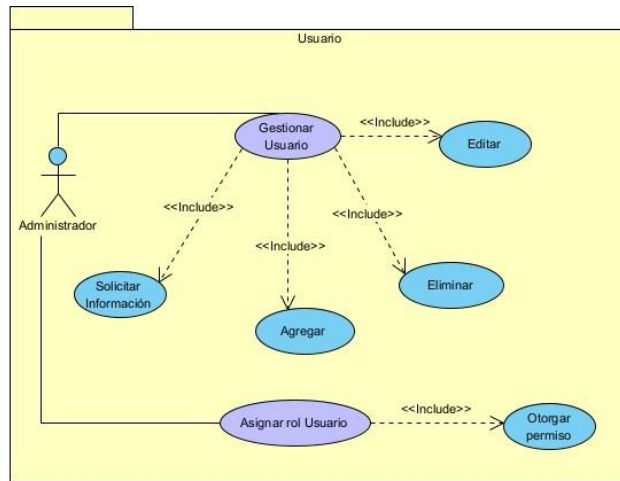 Usuario
<<Include>>
Gestionar
Usuario
Editar
Administrador
<<Include>>
<<Include>>
<<Include>>
Solicitar
Información
Eliminar
Agregar
Asignar rol Usuario
<<Include>>
Otorgar
permiso